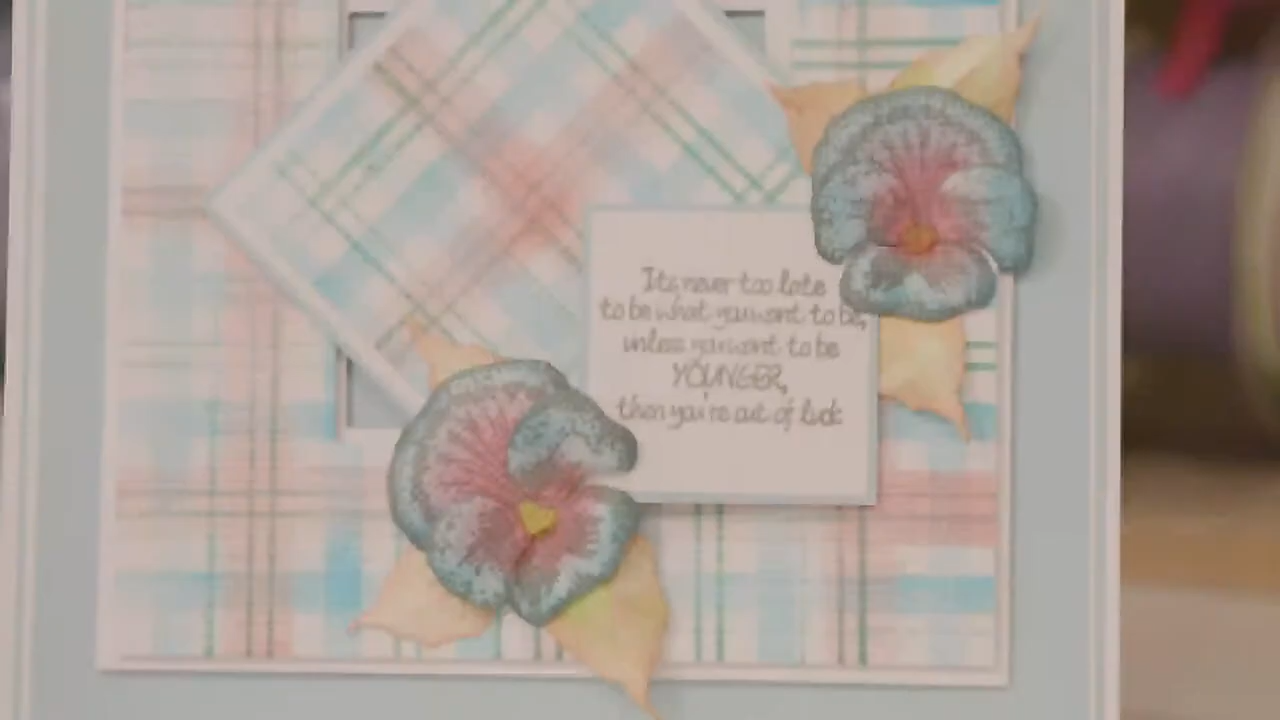 It's never too late
to be what you want to be,
unless you want to be
YOUNGER,
then you're out of luck